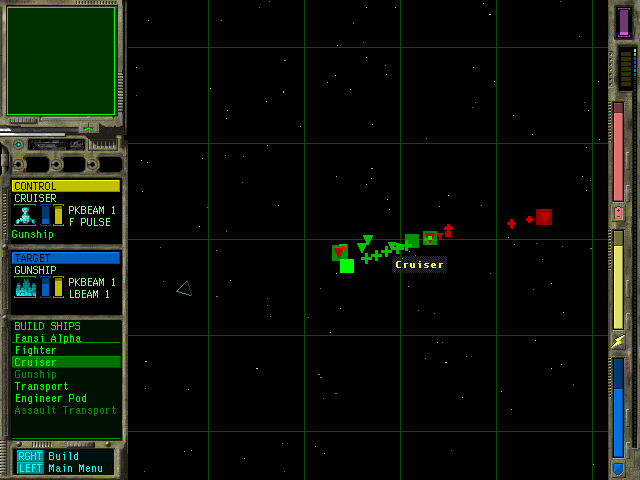 CONTROL
CRUISER
PKBEAM 1
F PULSE
Gunship
TARGET
GUNSHIP
PKBEAM 1
LBEAM 1
BUILD SHIPS
Fansi Alpha
Fighter
Cruiser
Gunship
Transport
Engineer Pod
Assault Transport
RGHT Build
LEFT Main Menu
Cruiser